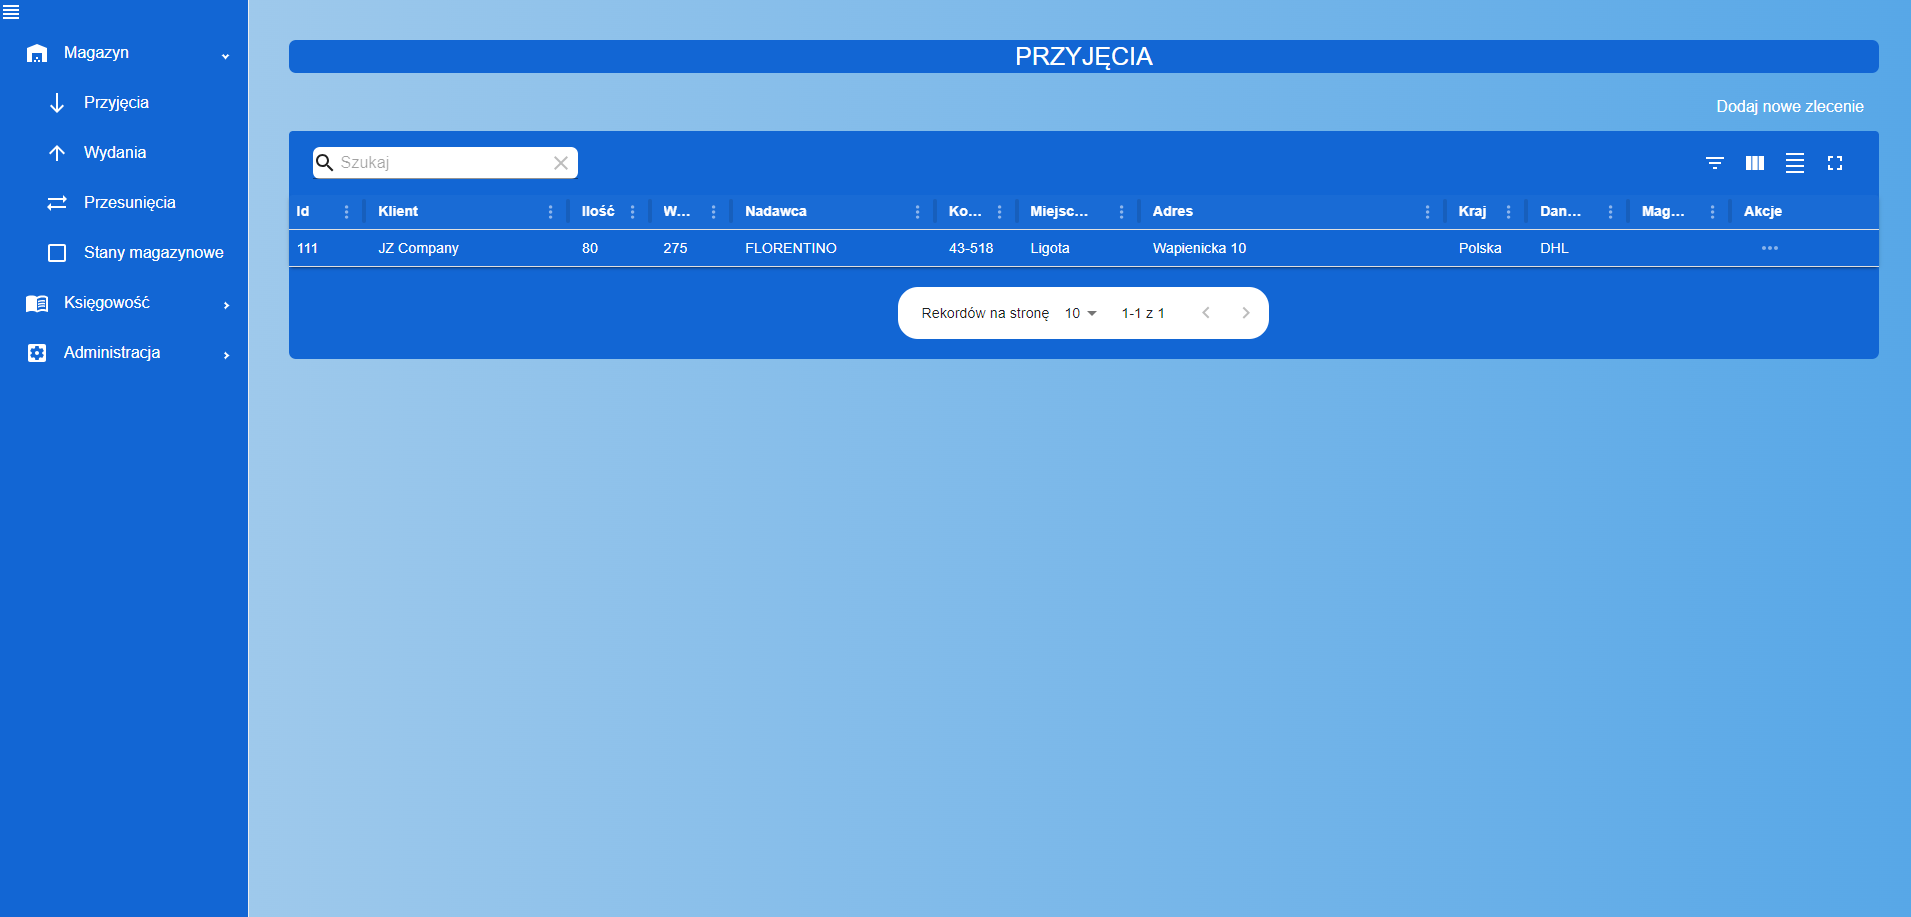 Magazyn
Przyjęcia
Wydania
Przesunięcia
Stany magazynowe
Księgowość
Administracja
PRZYJĘCIA
Dodaj nowe zlecenie
Szukaj
Id Klient Ilość W... Nadawca Ko... Miejsc... Adres Kraj Dan... Mag... Akcje
111 JZ Company 80 275 FLORENTINO 43-518 Ligota Wapienicka 10 Polska DHL
Rekordów na stronę 10 1-1 z 1